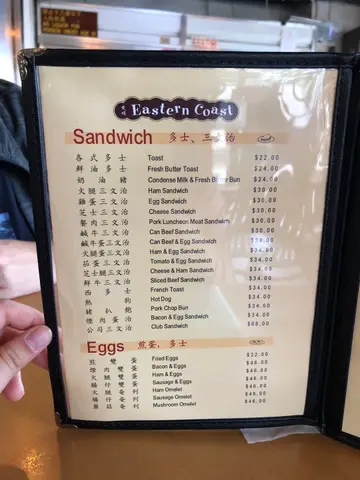 Eastern Coast
Sandwich 多士、三文治
各式多士 Toast $22.00
鮮油多士 Fresh Butter Toast $24.00
奶油豬 Condense Milk & Fresh Butter Bun $24.00
火腿三文治 Ham Sandwich $30.00
雞蛋三文治 Egg Sandwich $30.00
芝士三文治 Cheese Sandwich $30.00
餐肉三文治 Pork Luncheon Meat Sandwich $30.00
鹹牛三文治 Can Beef Sandwich $30.00
鹹牛蛋三文治 Can Beef & Egg Sandwich $34.00
火腿蛋三文治 Ham & Egg Sandwich $34.00
茄蛋三文治 Tomato & Egg Sandwich $34.00
芝士腿三文治 Cheese & Ham Sandwich $34.00
鮮牛三文治 Sliced Beef Sandwich $34.00
西多士 French Toast $34.00
熱狗 Hot Dog $34.00
豬扒飽 Pork Chop Bun $34.00
煙肉蛋治 Bacon & Egg Sandwich $34.00
公司三文治 Club Sandwich
Eggs 煎蛋、多士
煎雙蛋 Fried Eggs
煙肉雙蛋 Bacon & Eggs $46.00
火腿雙蛋 Ham & Eggs $46.00
腸仔雙蛋 Sausage & Eggs $46.00
火腿奄列 Ham Omelet $46.00
腸仔奄列 Sausage Omelet $46.00
蘑菇奄列 Mushroom Omelet $46.00